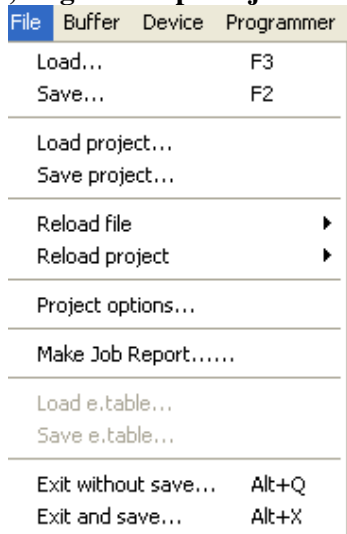 File Buffer Device Programmer
Load... F3
Save... F2
Load project...
Save project...
Reload file
Reload project
Project options...
Make Job Report......
Load e.table...
Save e.table...
Exit without save... Alt+Q
Exit and save... Alt+X